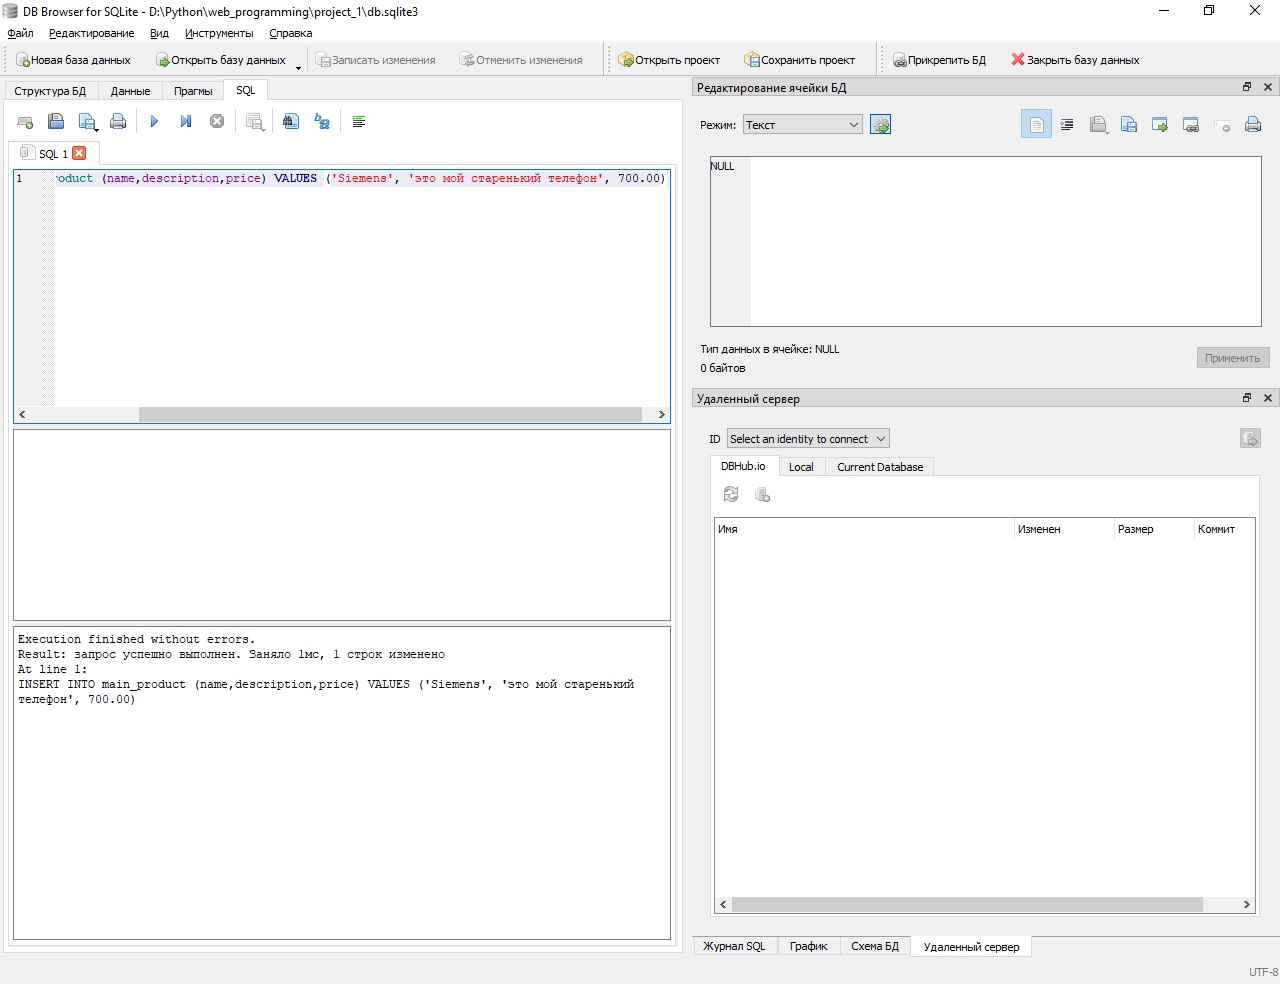 DB Browser for SQLite - D:\Python\web_programming\project_1\db.sqlite3
Файл Редактирование Вид Инструменты Справка
Новая база данных Открыть базу данных Записать изменения Отменить изменения Открыть проект Сохранить проект Прикрепить БД Закрыть базу данных
Структура БД Данные Прагмы SQL
SQL 1
1 roduct (name,description,price) VALUES ('Siemens', 'это мой старенький телефон', 700.00)
Execution finished without errors.
Result: запрос успешно выполнен. Заняло 1мс, 1 строк изменено
At line 1:
INSERT INTO main_product (name,description,price) VALUES ('Siemens', 'это мой старенький
телефон', 700.00)
Редактирование ячейки БД
Режим: Текст
NULL
Тип данных в ячейке: NULL
0 байтов
Применить
Удаленный сервер
ID Select an identity to connect
DBHub.io Local Current Database
Имя Изменен Размер Коммит
Журнал SQL График Схема БД Удаленный сервер
UTF-8